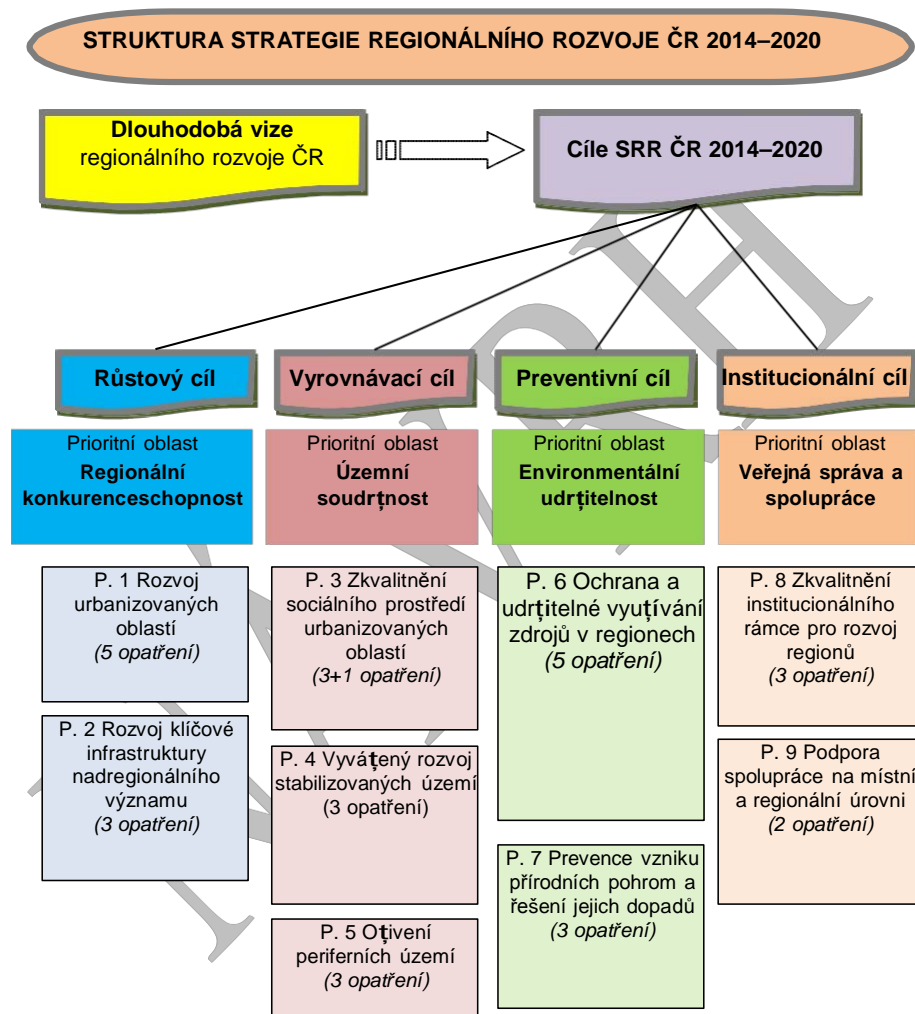 STRUKTURA STRATEGIE REGIONÁLNÍHO ROZVOJE ČR 2014–2020
Dlouhodobá vize
regionálního rozvoje ČR
Cíle SRR ČR 2014–2020
Růstový cíl
Vyrovnávací cíl
Preventivní cíl
Institucionální cíl
Prioritní oblast
Regionální
konkurenceschopnost
Prioritní oblast
Územní
soudrţnost
Prioritní oblast
Environmentální
udrţitelnost
Prioritní oblast
Veřejná správa a
spolupráce
P. 1 Rozvoj
urbanizovaných
oblastí
(5 opatření)
P. 2 Rozvoj klíčové
infrastruktury
nadregionálního
významu
(3 opatření)
P. 3 Zkvalitnění
sociálního prostředí
urbanizovaných
oblastí
(3+1 opatření)
P. 4 Vyváţený rozvoj
stabilizovaných území
(3 opatření)
P. 5 Oţivení
periferních území
(3 opatření)
P. 6 Ochrana a
udrţitelné vyuţívání
zdrojů v regionech
(5 opatření)
P. 7 Prevence vzniku
přírodních pohrom a
řešení jejich dopadů
(3 opatření)
P. 8 Zkvalitnění
institucionálního
rámce pro rozvoj
regionů
(3 opatření)
P. 9 Podpora
spolupráce na místní
a regionální úrovni
(2 opatření)